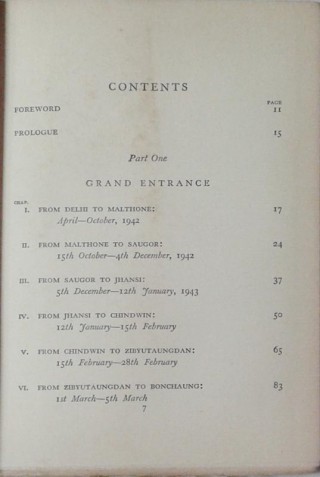 CONTENTS
PAGE
FOREWORD 11
PROLOGUE 15
Part One
GRAND ENTRANCE
CHAP.
I. FROM DELHI TO MALTHONE: 17
April—October, 1942
II. FROM MALTHONE TO SAUGOR: 24
15th October—4th December, 1942
III. FROM SAUGOR TO JHANSI: 37
5th December—12th January, 1943
IV. FROM JHANSI TO CHINDWIN: 50
12th January—15th February
V. FROM CHINDWIN TO ZIBYUTAUNGDAN: 65
15th February—28th February
VI. FROM ZIBYUTAUNGDAN TO BONCHAUNG: 83
1st March—5th March
7